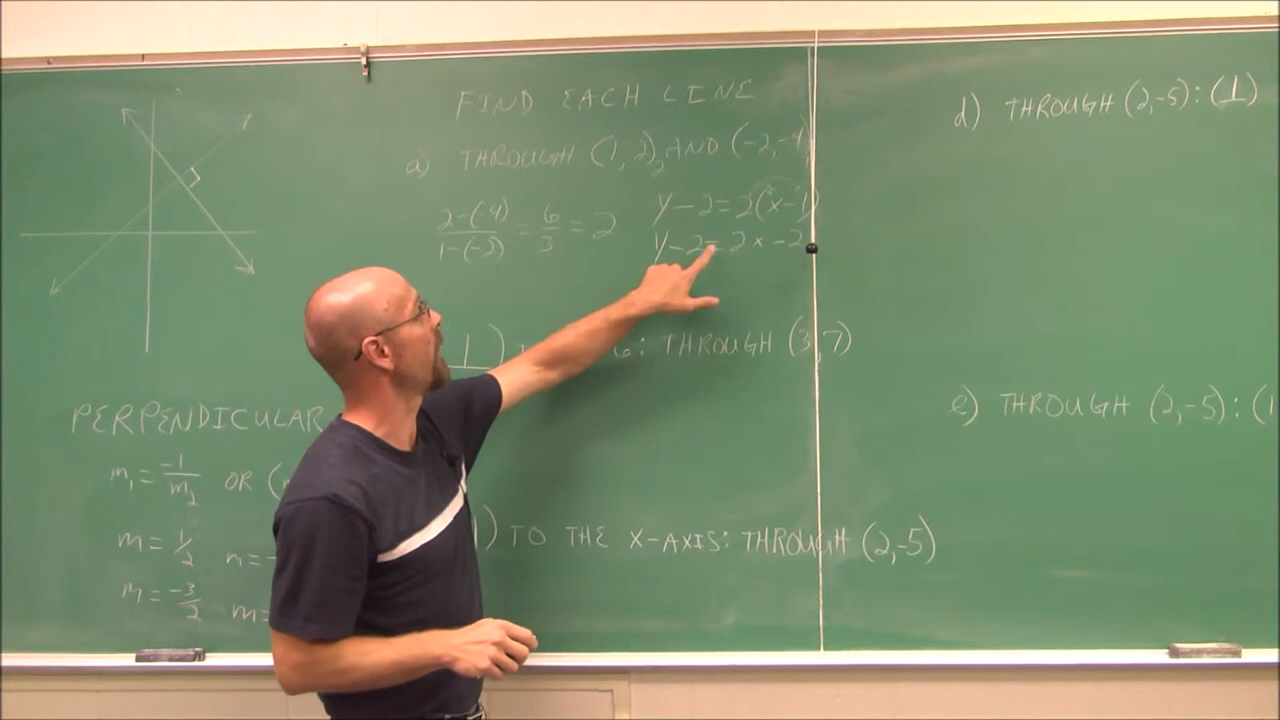 FIND EACH LINE
a) THROUGH (1, 2), AND (-2, -4)
2-(-4) / 1-(-2) = 6/3 = 2
y-2=2(x-1)
y-2=2x-2
⊥) 6: THROUGH (3, 7)
) TO THE X-AXIS: THROUGH (2,-5)
PERPENDICULAR
m₁ = -1/m₂ OR (
m = 1/2 m = -
m = -3/2 m =
d) THROUGH (2,-5): (⊥)
e) THROUGH (2,-5): (